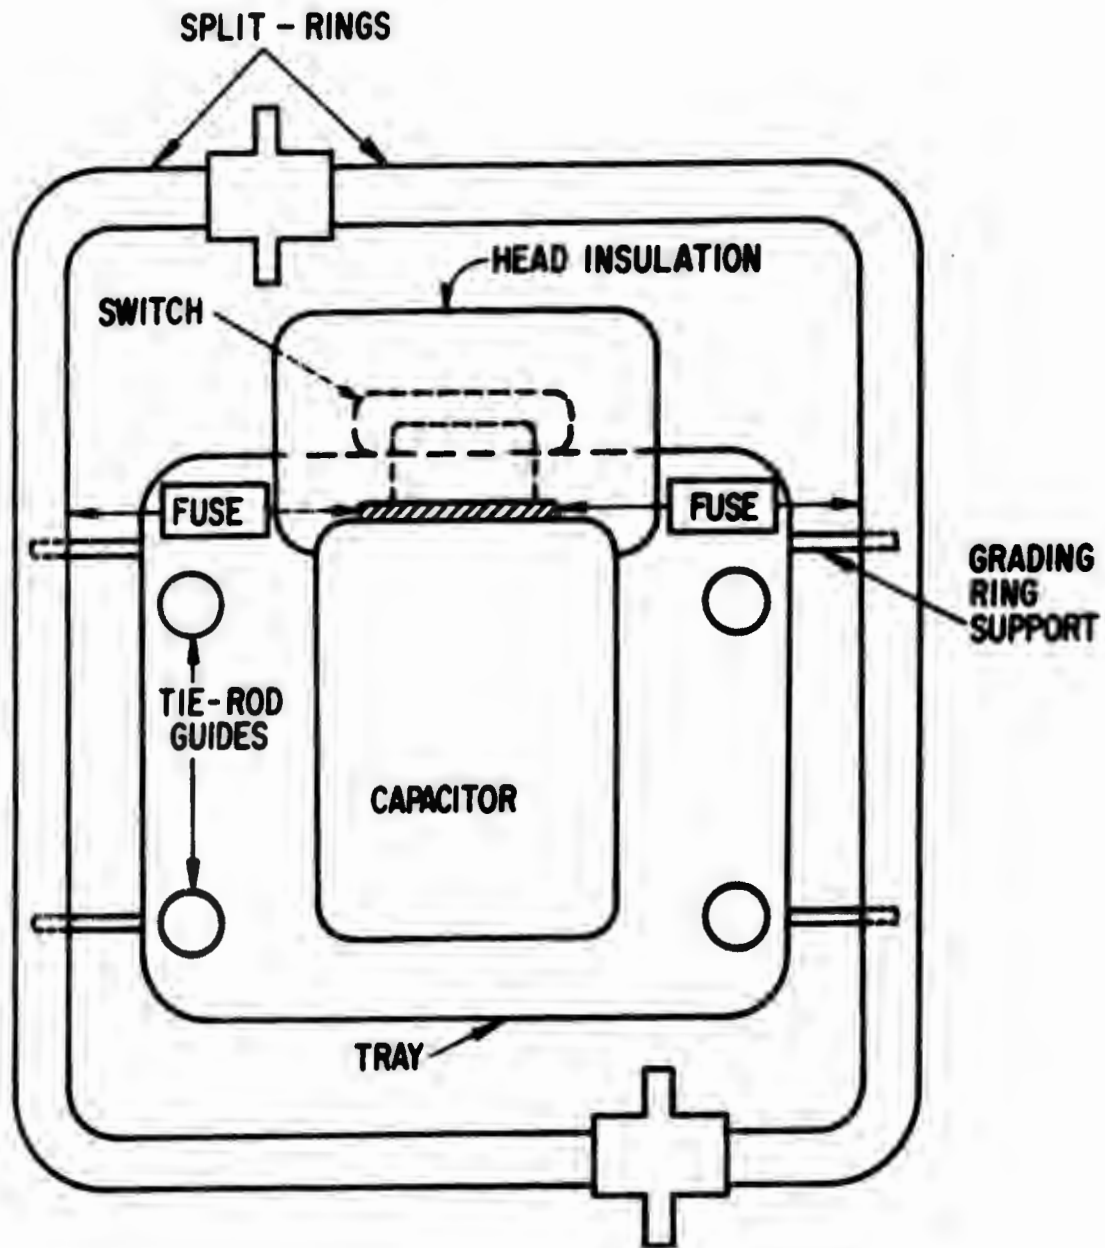 SPLIT - RINGS
HEAD INSULATION
SWITCH
FUSE
FUSE
GRADING
RING
SUPPORT
TIE-ROD
GUIDES
CAPACITOR
TRAY